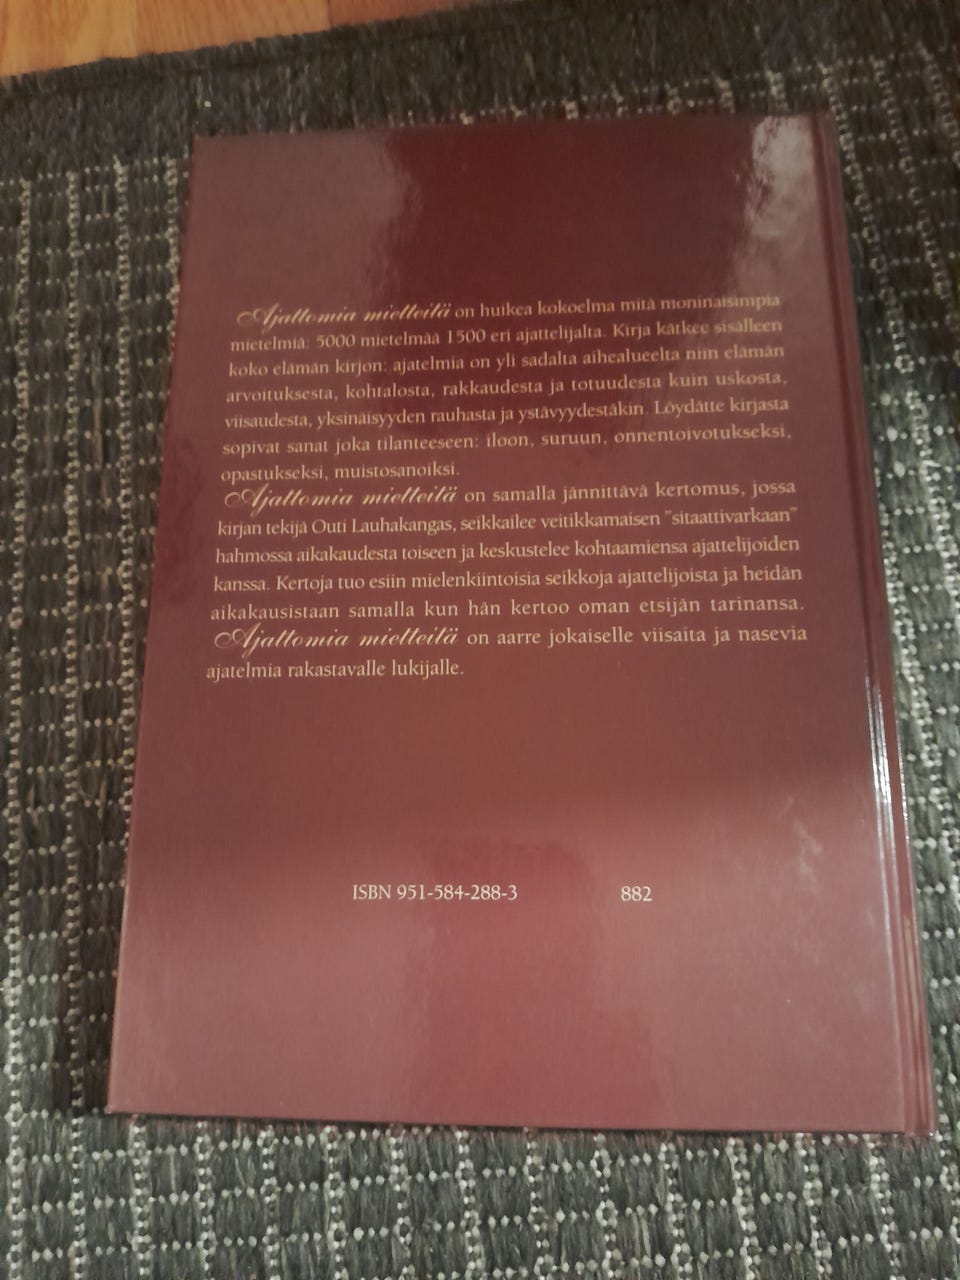 Ajattomia mietteitä on huikea kokoelma mitä moninaisimpia
mietelmiä: 5000 mietelmää 1500 eri ajattelijalta. Kirja kätkee sisälleen
koko elämän kirjon: ajatelmia on yli sadalta aihealueelta niin elämän
arvoituksesta, kohtalosta, rakkaudesta ja totuudesta kuin uskosta,
viisaudesta, yksinäisyyden rauhasta ja ystävyydestäkin. Löydätte kirjasta
sopivat sanat joka tilanteeseen: iloon, suruun, onnentoivotukseksi,
opastukseksi, muistosanoiksi.
Ajattomia mietteitä on samalla jännittävä kertomus, jossa
kirjan tekijä Outi Lauhakangas, seikkailee veitikkamaisen "sitaattivarkaan"
hahmossa aikakaudesta toiseen ja keskustelee kohtaamiensa ajattelijoiden
kanssa. Kertoja tuo esiin mielenkiintoisia seikkoja ajattelijoista ja heidän
aikakausistaan samalla kun hän kertoo oman etsijän tarinansa.
Ajattomia mietteitä on aarre jokaiselle viisaita ja nasevia
ajatelmia rakastavalle lukijalle.
ISBN 951-584-288-3 882